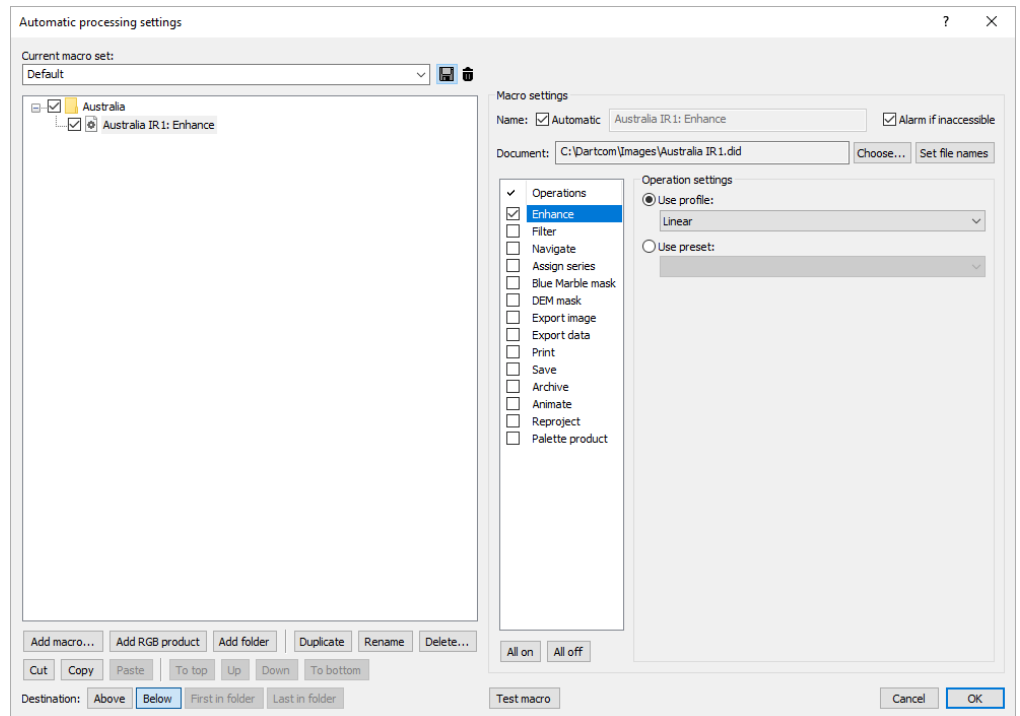 Automatic processing settings
?
Current macro set:
Default
Australia
Australia IR1: Enhance
Macro settings
Name: Automatic Australia IR1: Enhance Alarm if inaccessible
Document: C:\Dartcom\Images\Australia IR1.did Choose... Set file names
Operations
Enhance
Filter
Navigate
Assign series
Blue Marble mask
DEM mask
Export image
Export data
Print
Save
Archive
Animate
Reproject
Palette product
Operation settings
Use profile:
Linear
Use preset:
Add macro... Add RGB product Add folder Duplicate Rename Delete...
All on All off
Cut Copy Paste To top Up Down To bottom
Destination: Above Below First in folder Last in folder
Test macro Cancel OK